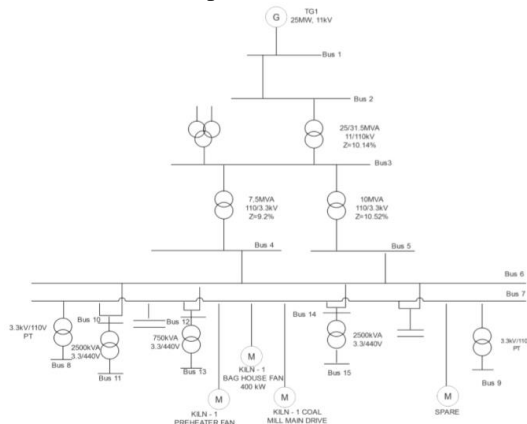 G
TG1
25MW, 11kV
Bus 1
Bus 2
25/31.5MVA
11/110kV
Z=10.14%
Bus3
7.5MVA
110/3.3kV
Z=9.2%
10MVA
110/3.3kV
Z=10.52%
Bus 4
Bus 5
Bus 6
Bus 7
3.3kV/110V
PT
Bus 8
Bus 10
2500kVA
3.3/440V
Bus 11
Bus 12
750kVA
3.3/440V
Bus 13
M
KILN - 1
PREHEATER FAN
M
KILN - 1
BAG HOUSE FAN
400 kW
M
KILN - 1 COAL
MILL MAIN DRIVE
Bus 14
2500kVA
3.3/440V
Bus 15
M
SPARE
3.3kV/110
PT
Bus 9